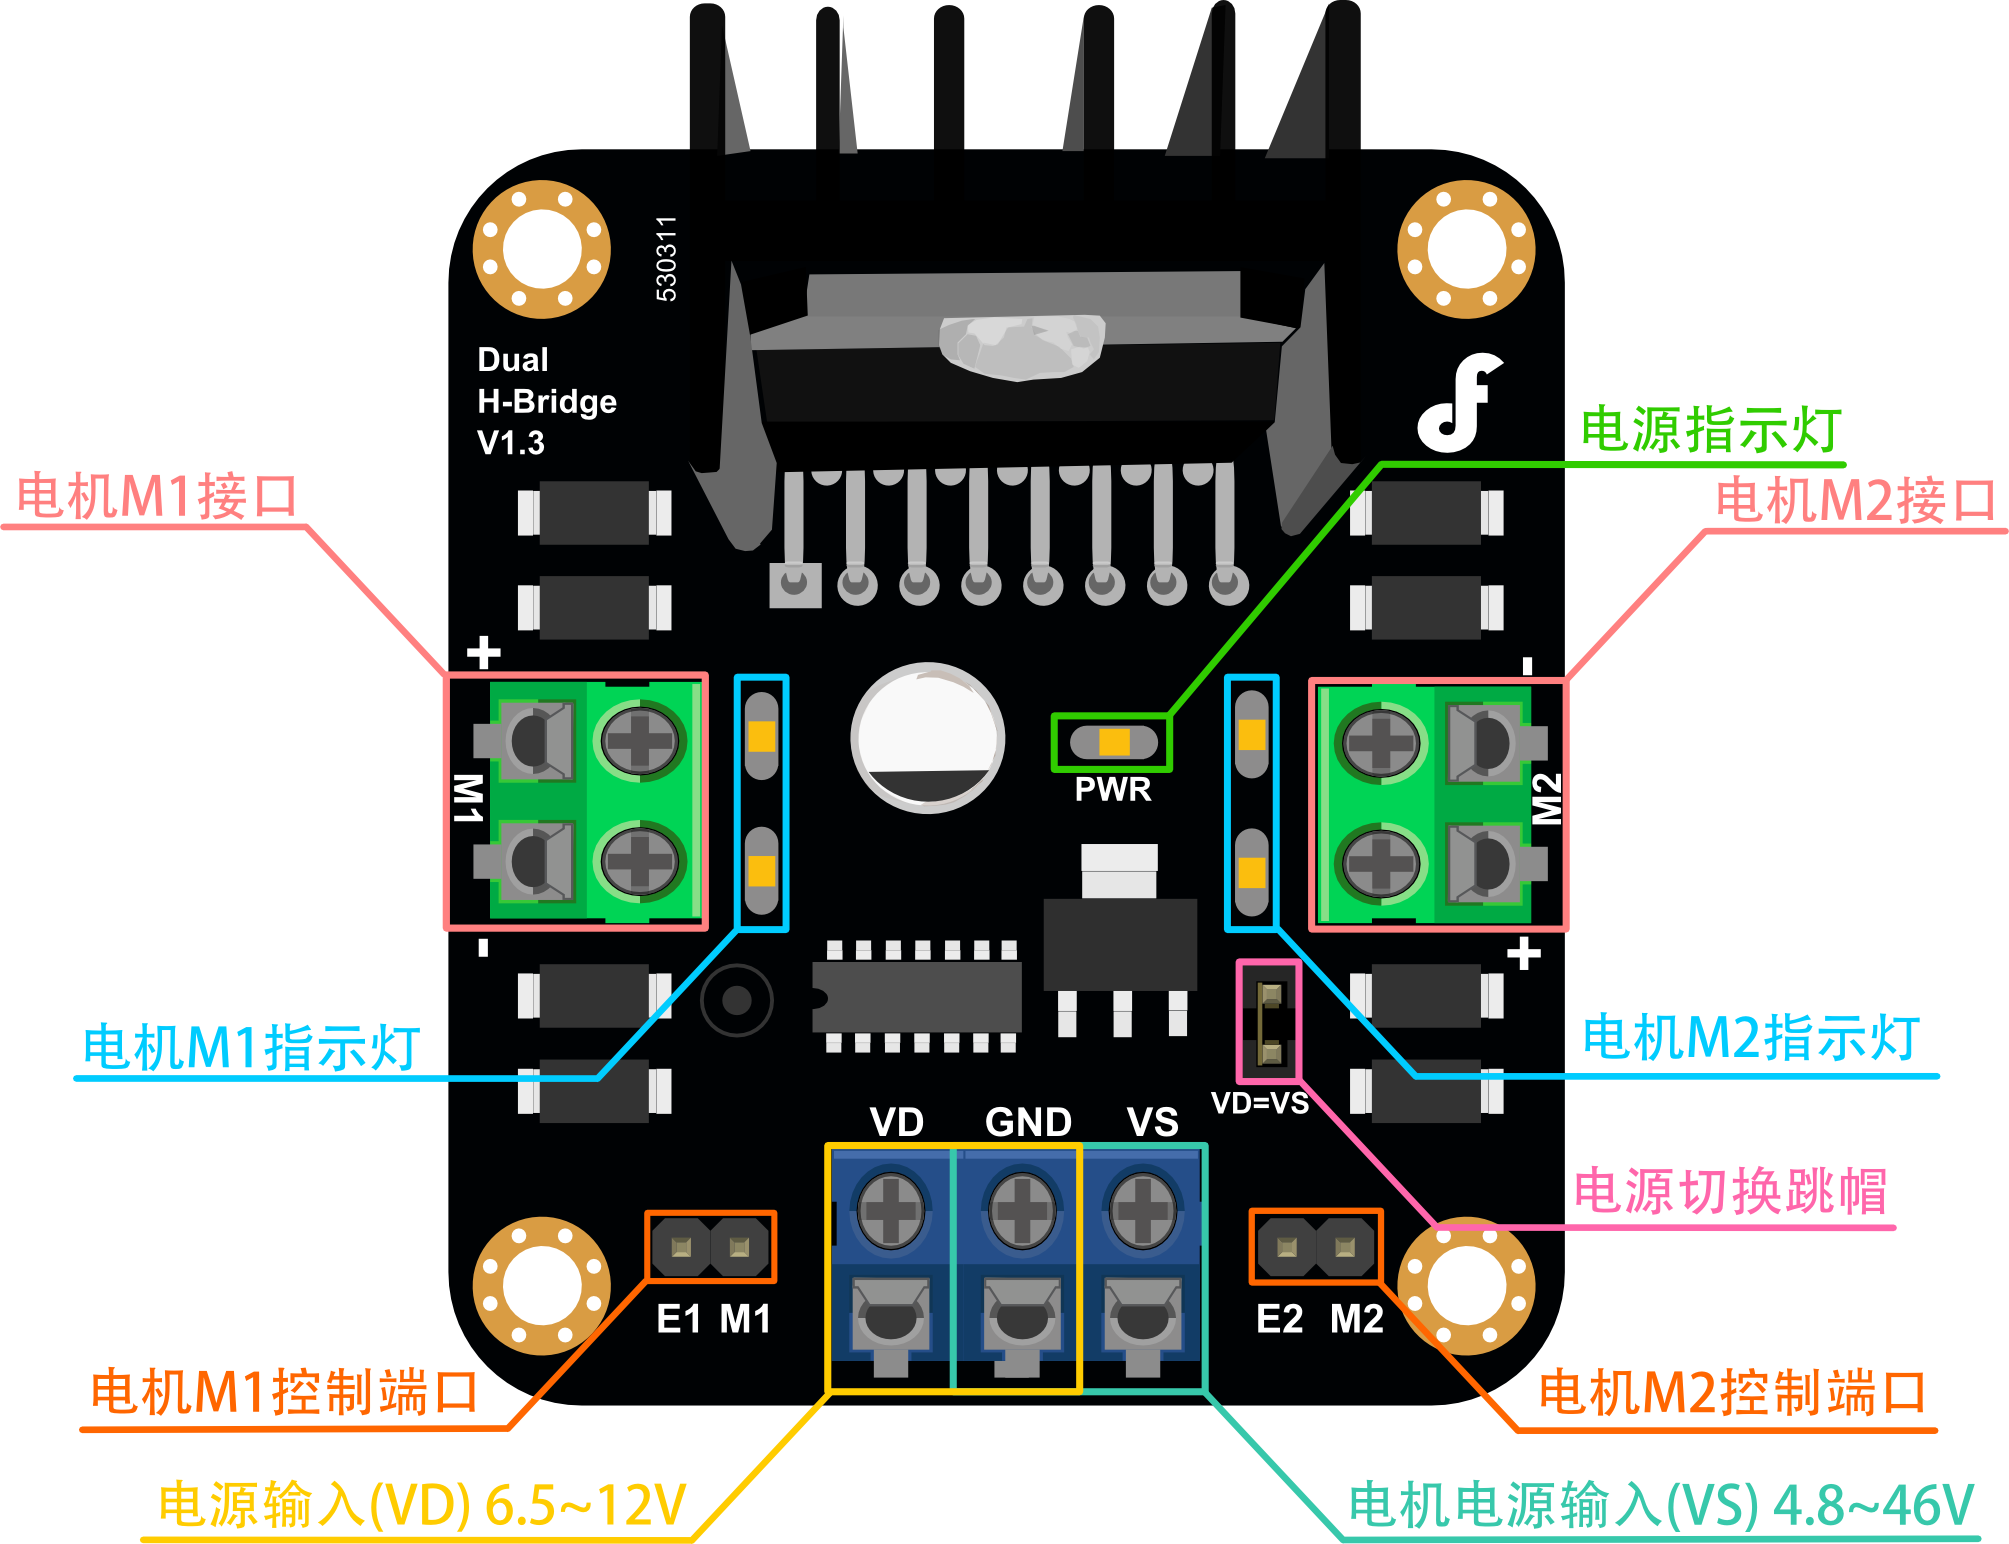 530311
Dual
H-Bridge
V1.3
电源指示灯
电机M1接口
电机M2接口
+
-
M1
PWR
M2
-
+
电机M1指示灯
电机M2指示灯
VD=VS
VD GND VS
电源切换跳帽
E1 M1
E2 M2
电机M1控制端口
电机M2控制端口
电源输入(VD) 6.5~12V
电机电源输入(VS) 4.8~46V